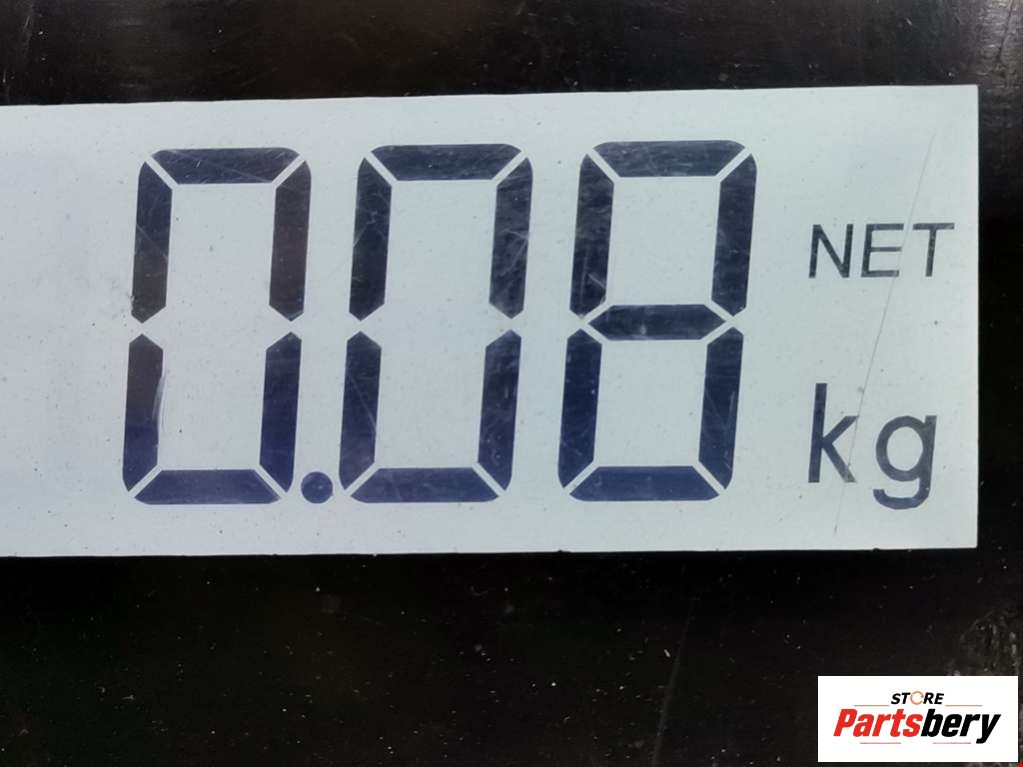 0.08 NET
kg
STORE
Partsbery